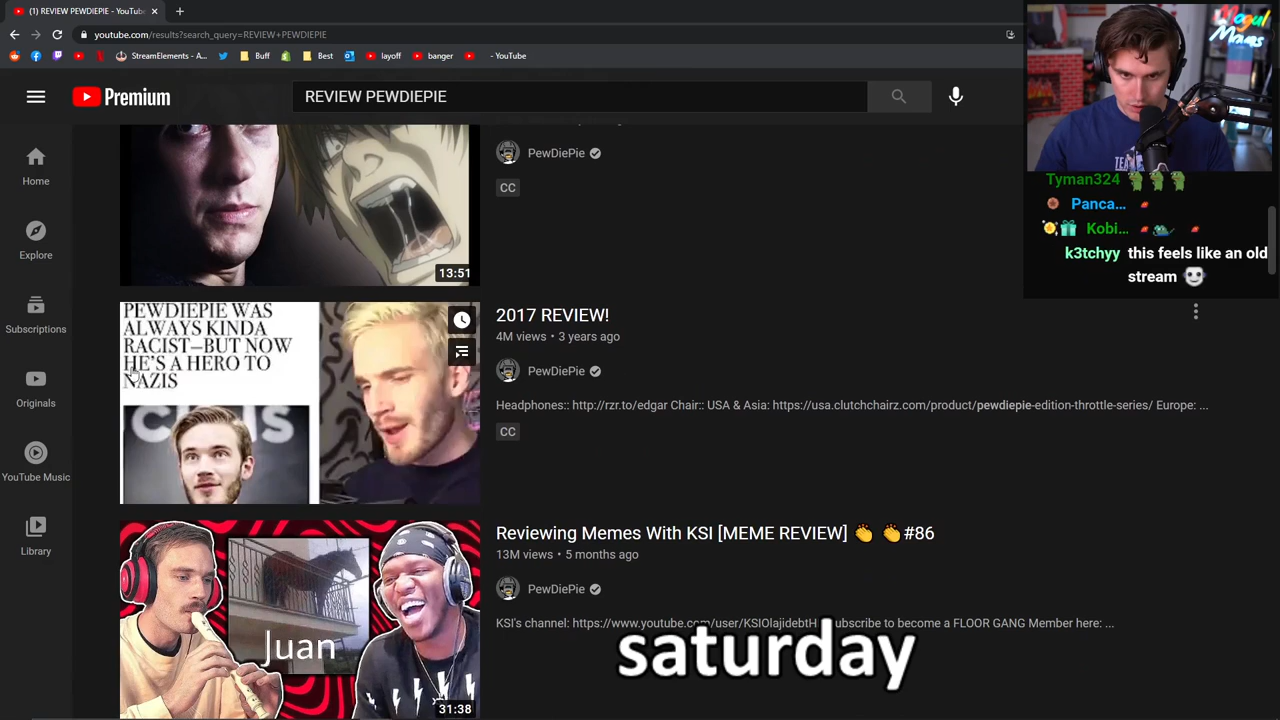 (1) REVIEW PEWDIEPIE - YouTube
youtube.com/results?search_query=REVIEW+PEWDIEPIE
StreamElements - A...
Buff
Best
layoff
banger
- YouTube
Mogul
Moves
Premium
REVIEW PEWDIEPIE
Home
Explore
Subscriptions
Originals
YouTube Music
Library
PewDiePie
CC
13:51
TEAM
Tyman324
Panca...
Kobi...
k3tchyy this feels like an old
stream
PEWDIEPIE WAS
ALWAYS KINDA
RACIST—BUT NOW
HE'S A HERO TO
NAZIS
2017 REVIEW!
4M views • 3 years ago
PewDiePie
Headphones:: http://rzr.to/edgar Chair:: USA & Asia: https://usa.clutchchairz.com/product/pewdiepie-edition-throttle-series/ Europe: ...
CC
Juan
31:38
Reviewing Memes With KSI [MEME REVIEW] 👏 👏#86
13M views • 5 months ago
PewDiePie
KSI's channel: https://www.youtube.com/user/KSIOlajidebtH subscribe to become a FLOOR GANG Member here: ...
saturday